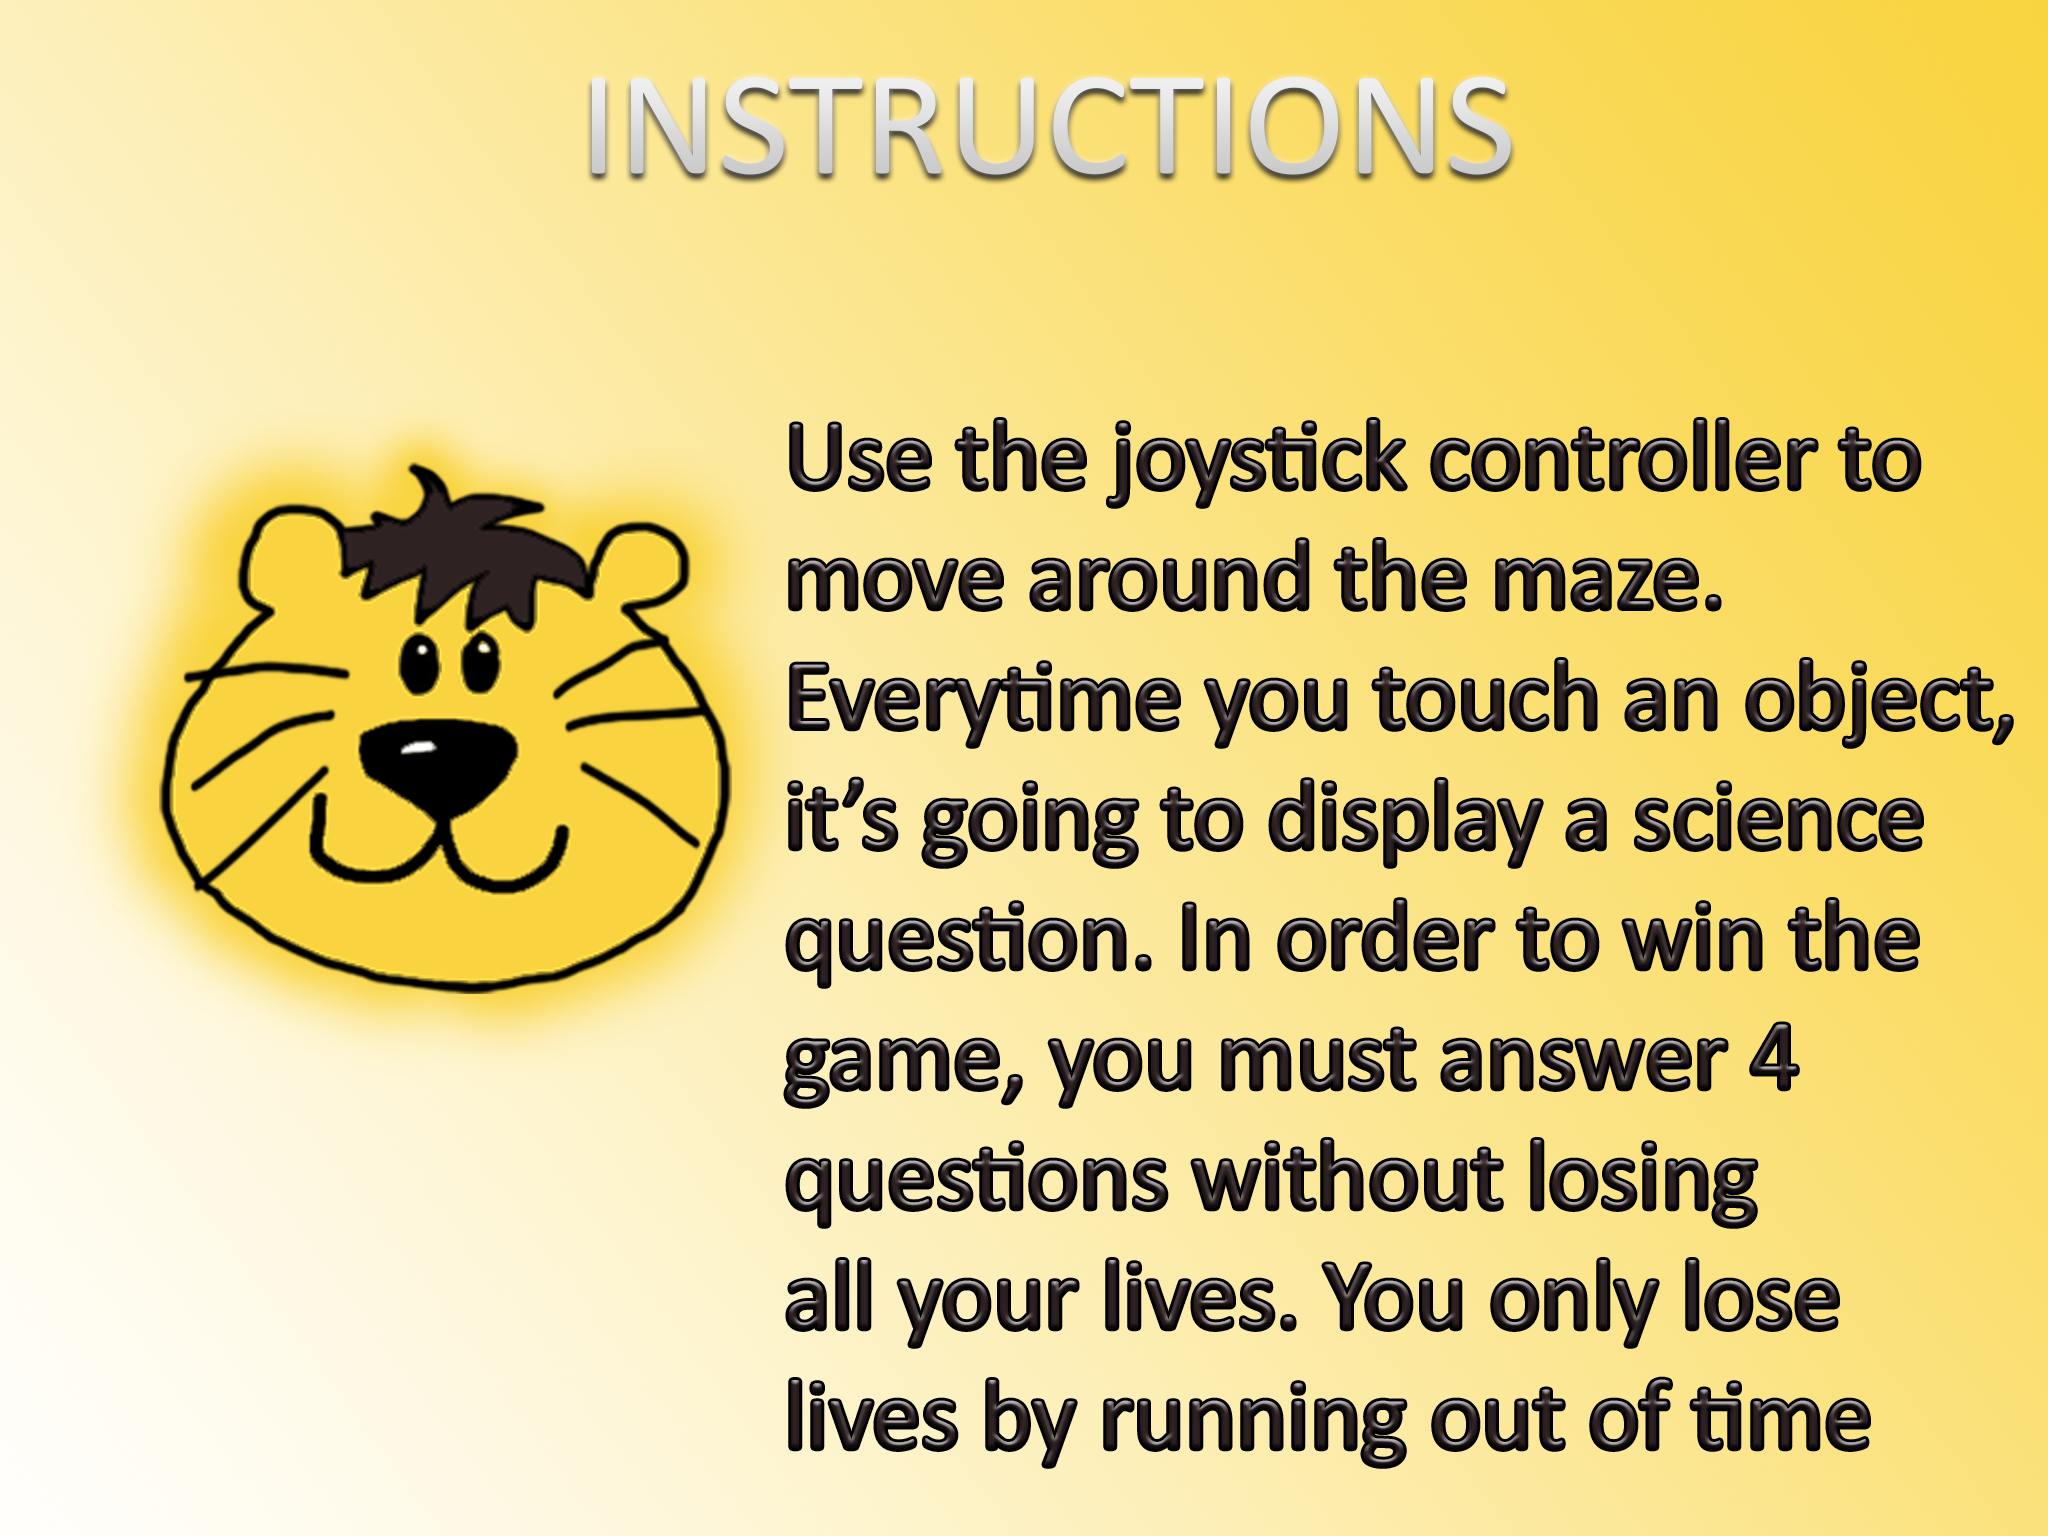 INSTRUCTIONS
Use the joystick controller to
move around the maze.
Everytime you touch an object,
it’s going to display a science
question. In order to win the
game, you must answer 4
questions without losing
all your lives. You only lose
lives by running out of time